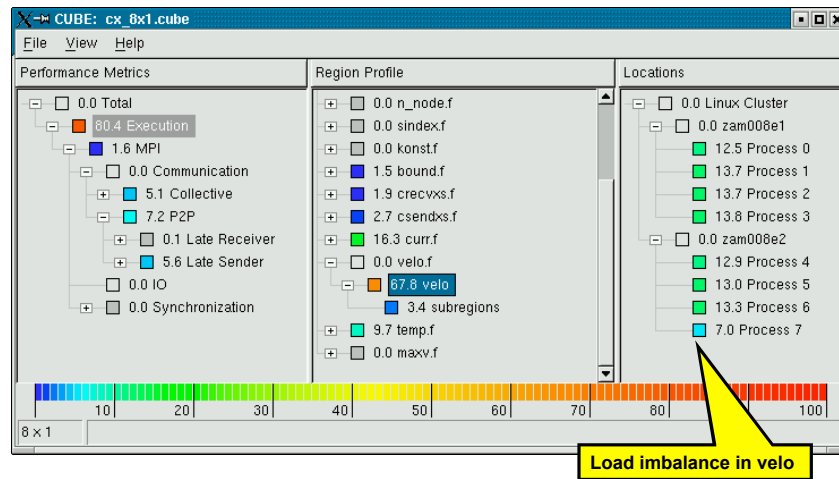 CUBE: cx_8x1.cube
File View Help
Performance Metrics
0.0 Total
80.4 Execution
1.6 MPI
0.0 Communication
5.1 Collective
7.2 P2P
0.1 Late Receiver
5.6 Late Sender
0.0 IO
0.0 Synchronization
Region Profile
0.0 n_node.f
0.0 sindex.f
0.0 konst.f
1.5 bound.f
1.9 crecvxs.f
2.7 csendxs.f
16.3 curr.f
0.0 velo.f
67.8 velo
3.4 subregions
9.7 temp.f
0.0 maxv.f
Locations
0.0 Linux Cluster
0.0 zam008e1
12.5 Process 0
13.7 Process 1
13.7 Process 2
13.8 Process 3
0.0 zam008e2
12.9 Process 4
13.0 Process 5
13.3 Process 6
7.0 Process 7
10 20 30 40 50 60 70 80 100
8 x 1
Load imbalance in velo